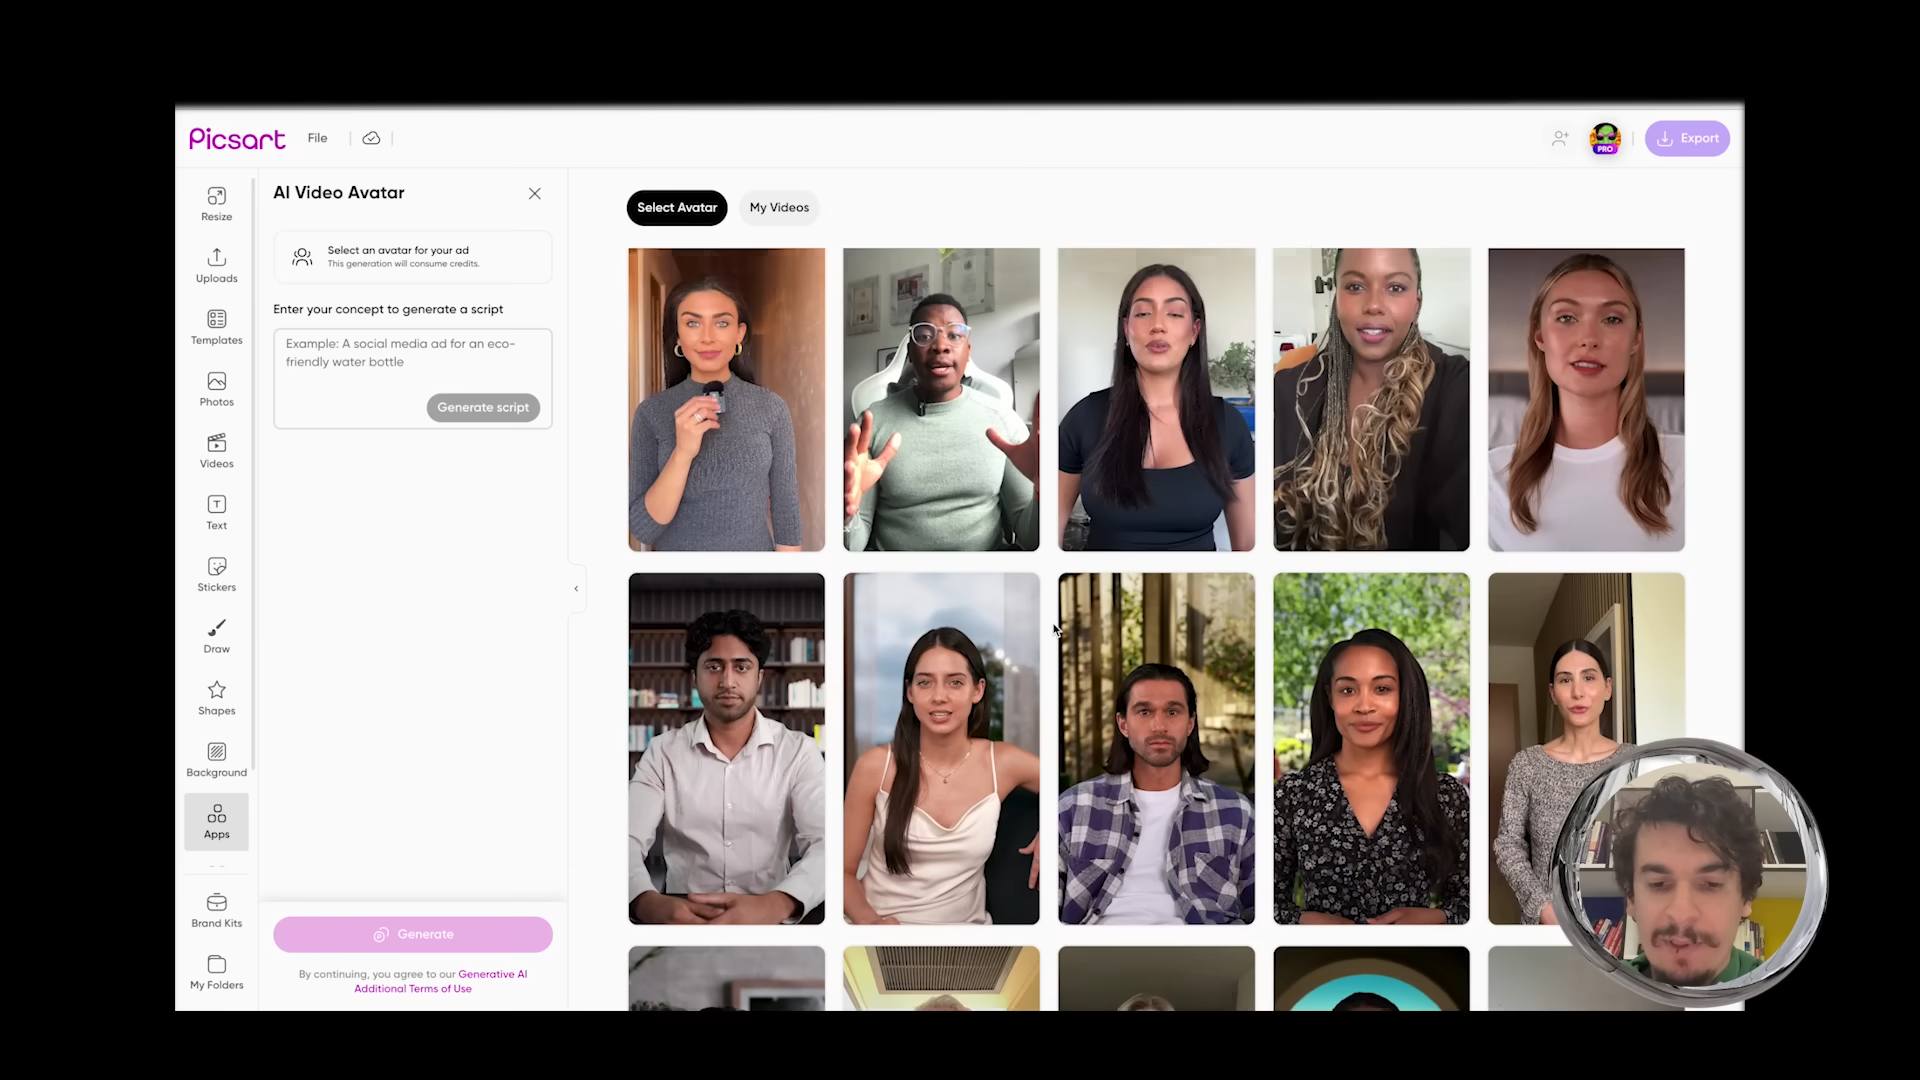 Picsart
File
PRO
Export
Resize
Uploads
Templates
Photos
Videos
Text
Stickers
Draw
Shapes
Background
Apps
Brand Kits
My Folders
AI Video Avatar
Select an avatar for your ad
This generation will consume credits.
Enter your concept to generate a script
Example: A social media ad for an eco-
friendly water bottle
Generate script
Generate
By continuing, you agree to our Generative AI
Additional Terms of Use
Select Avatar
My Videos